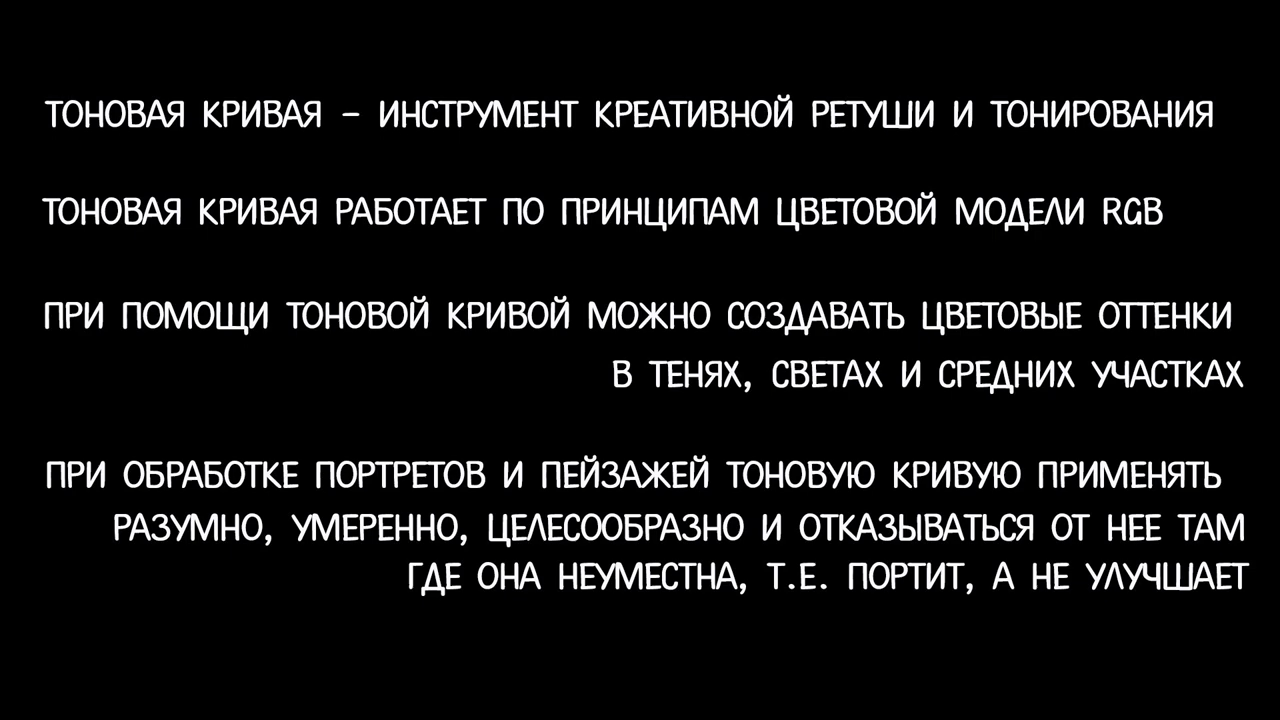 ТОНОВАЯ КРИВАЯ – ИНСТРУМЕНТ КРЕАТИВНОЙ РЕТУШИ И ТОНИРОВАНИЯ
ТОНОВАЯ КРИВАЯ РАБОТАЕТ ПО ПРИНЦИПАМ ЦВЕТОВОЙ МОДЕЛИ RGB
ПРИ ПОМОЩИ ТОНОВОЙ КРИВОЙ МОЖНО СОЗДАВАТЬ ЦВЕТОВЫЕ ОТТЕНКИ
В ТЕНЯХ, СВЕТАХ И СРЕДНИХ УЧАСТКАХ
ПРИ ОБРАБОТКЕ ПОРТРЕТОВ И ПЕЙЗАЖЕЙ ТОНОВУЮ КРИВУЮ ПРИМЕНЯТЬ
РАЗУМНО, УМЕРЕННО, ЦЕЛЕСООБРАЗНО И ОТКАЗЫВАТЬСЯ ОТ НЕЕ ТАМ
ГДЕ ОНА НЕУМЕСТНА, Т.Е. ПОРТИТ, А НЕ УЛУЧШАЕТ